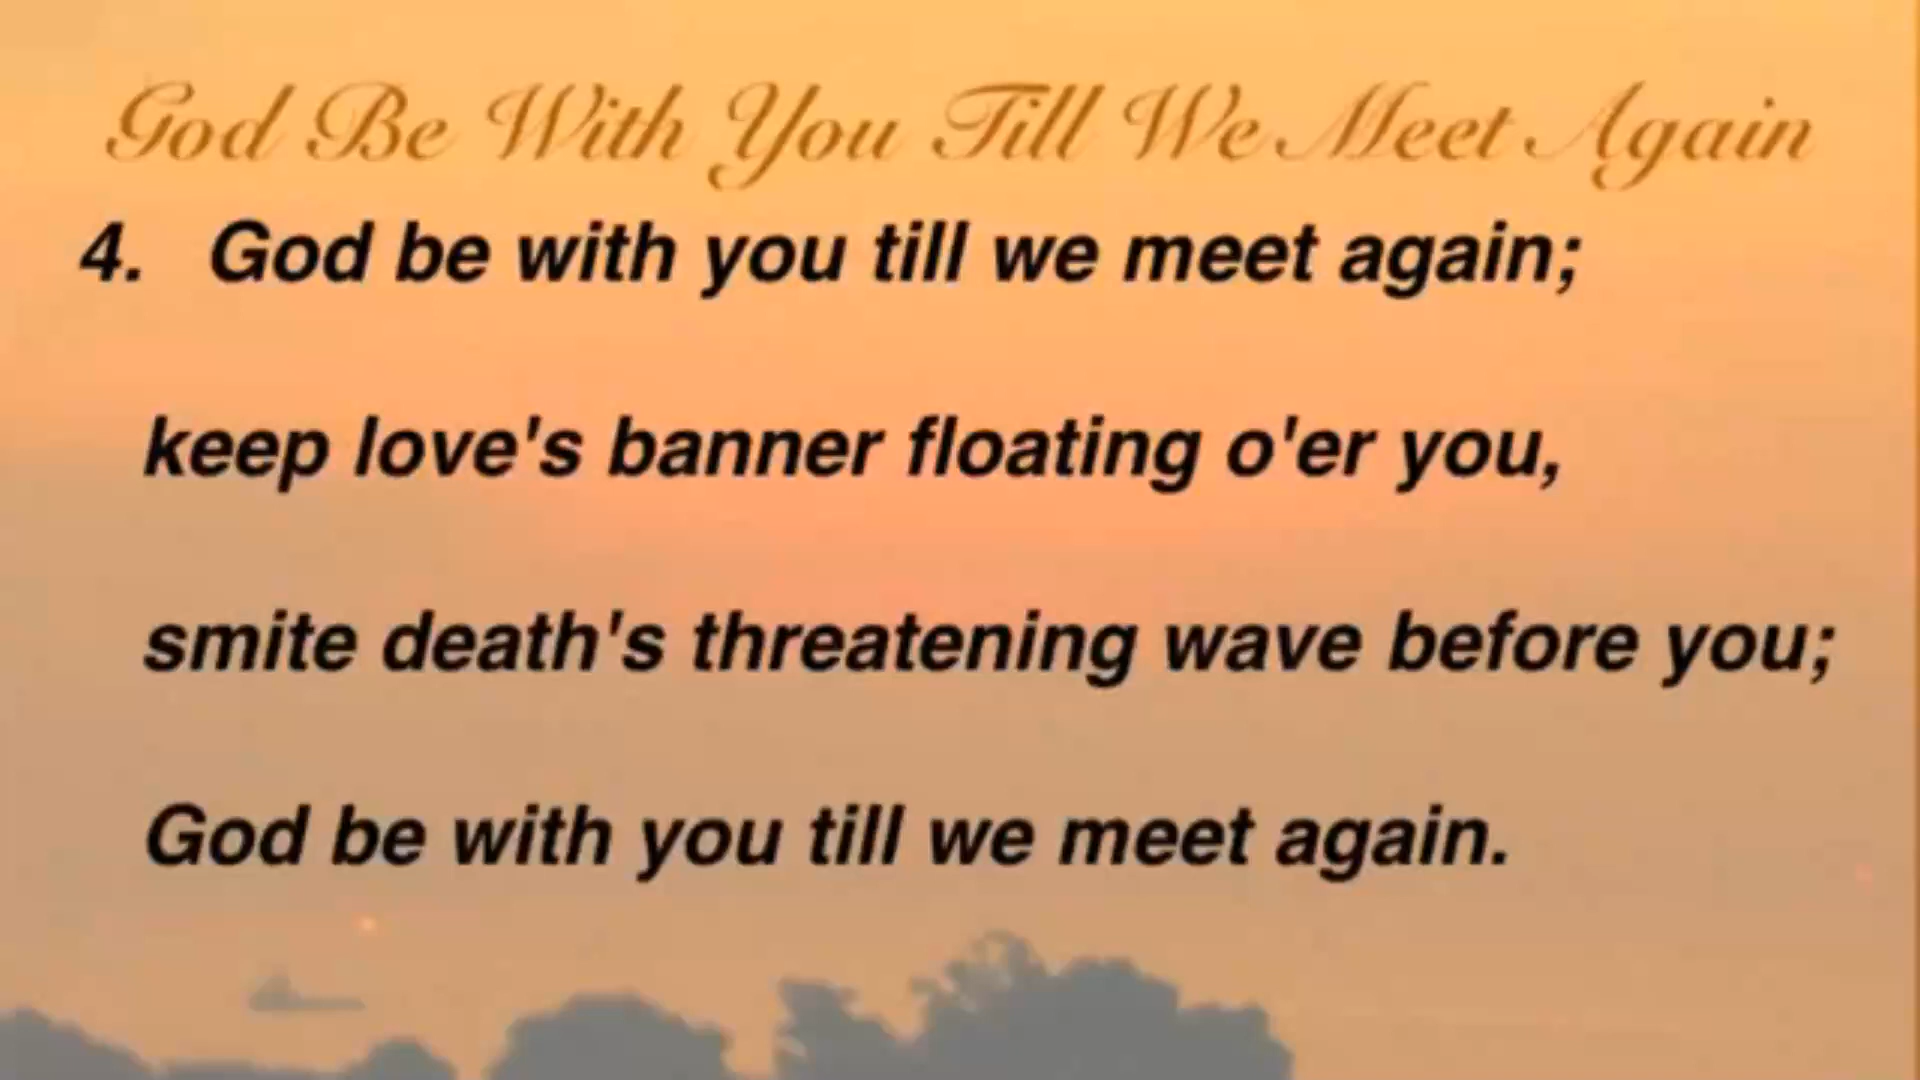 God Be With You Till We Meet Again
4. God be with you till we meet again;
keep love's banner floating o'er you,
smite death's threatening wave before you;
God be with you till we meet again.